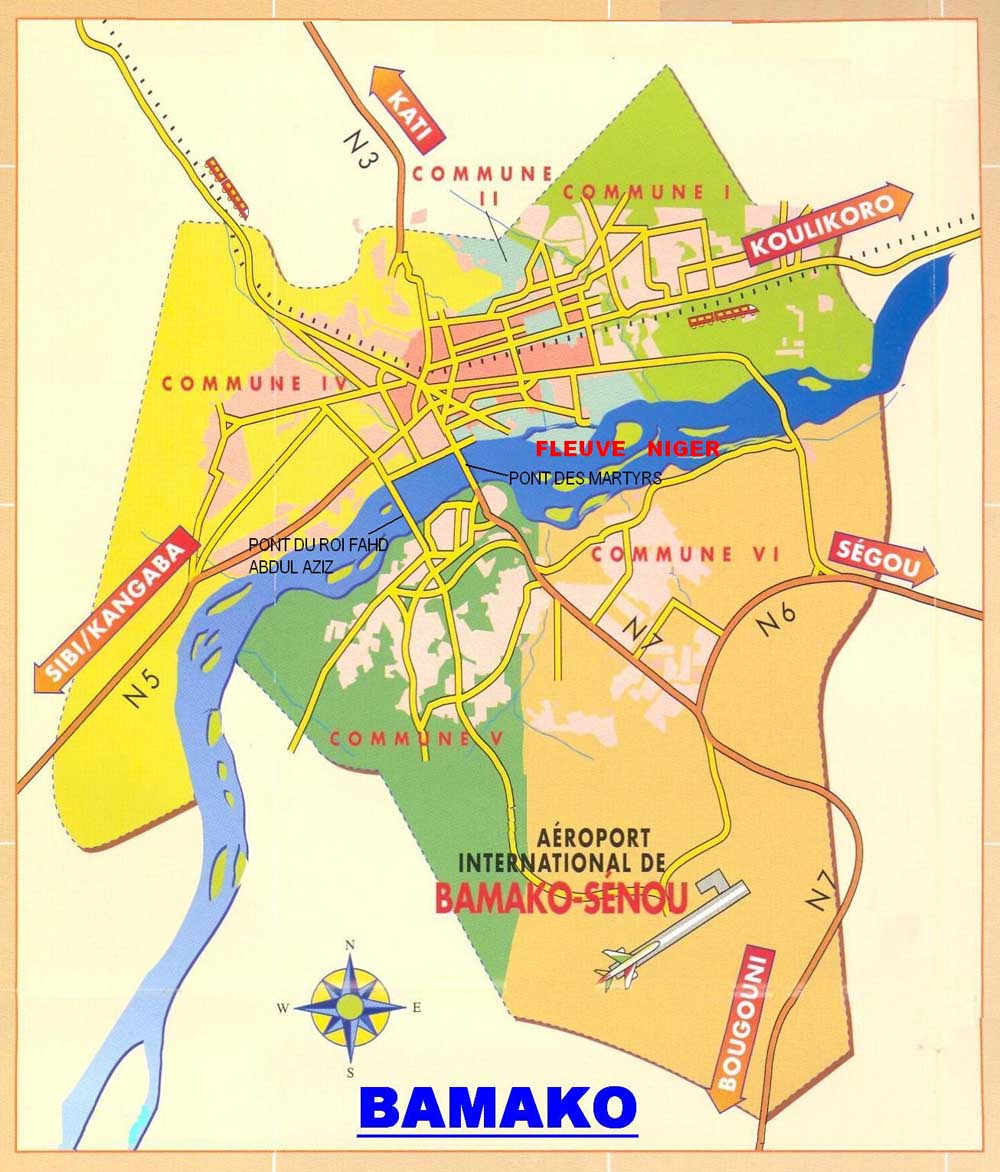 KATI
N3
COMMUNE
II
COMMUNE I
KOULIKORO
COMMUNE IV
FLEUVE NIGER
PONT DES MARTYRS
PONT DU ROI FAHD
ABDUL AZIZ
COMMUNE VI
SÉGOU
SIBI/KANGABA
N5
N7
N6
COMMUNE V
AÉROPORT
INTERNATIONAL DE
BAMAKO-SÉNOU
N7
BOUGOUNI
N
W
E
S
BAMAKO